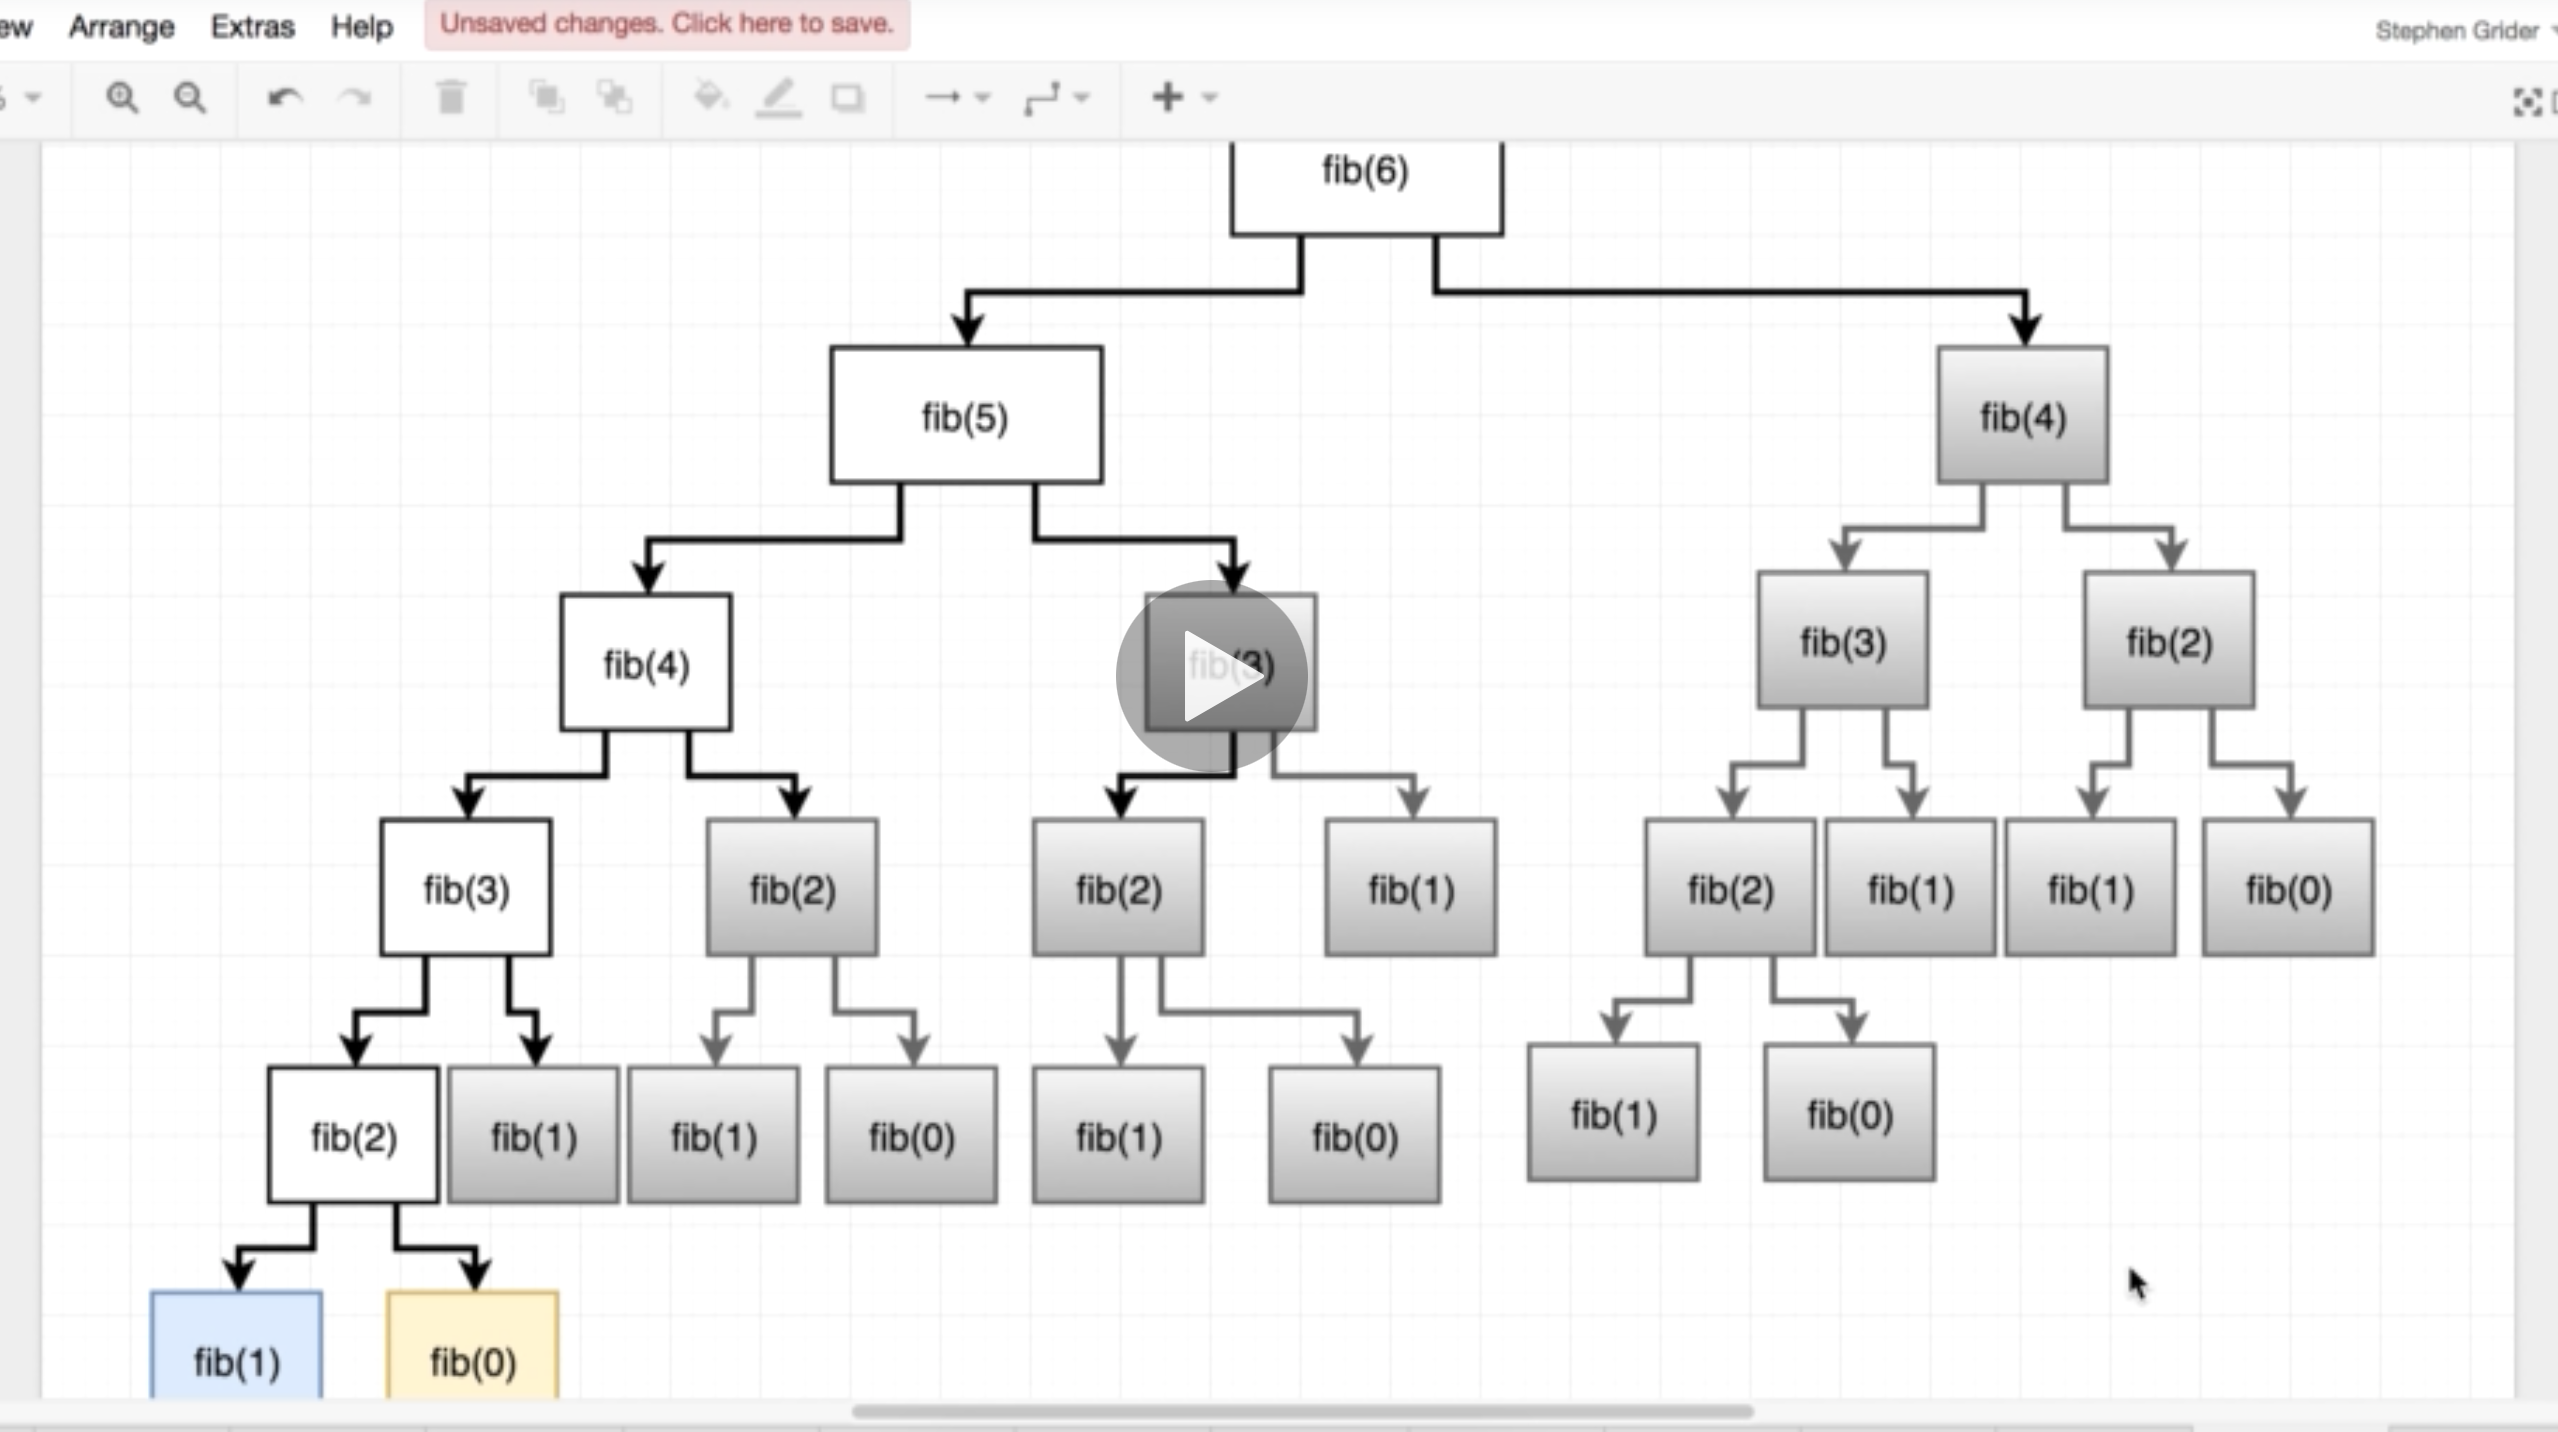 Arrange Extras Help Unsaved changes. Click here to save. Stephen Grider
fib(6)
fib(5) fib(4)
fib(4) fib(3) fib(3) fib(2)
fib(3) fib(2) fib(2) fib(1) fib(2) fib(1) fib(1) fib(0)
fib(2) fib(1) fib(1) fib(0) fib(1) fib(0) fib(1) fib(0)
fib(1) fib(0)